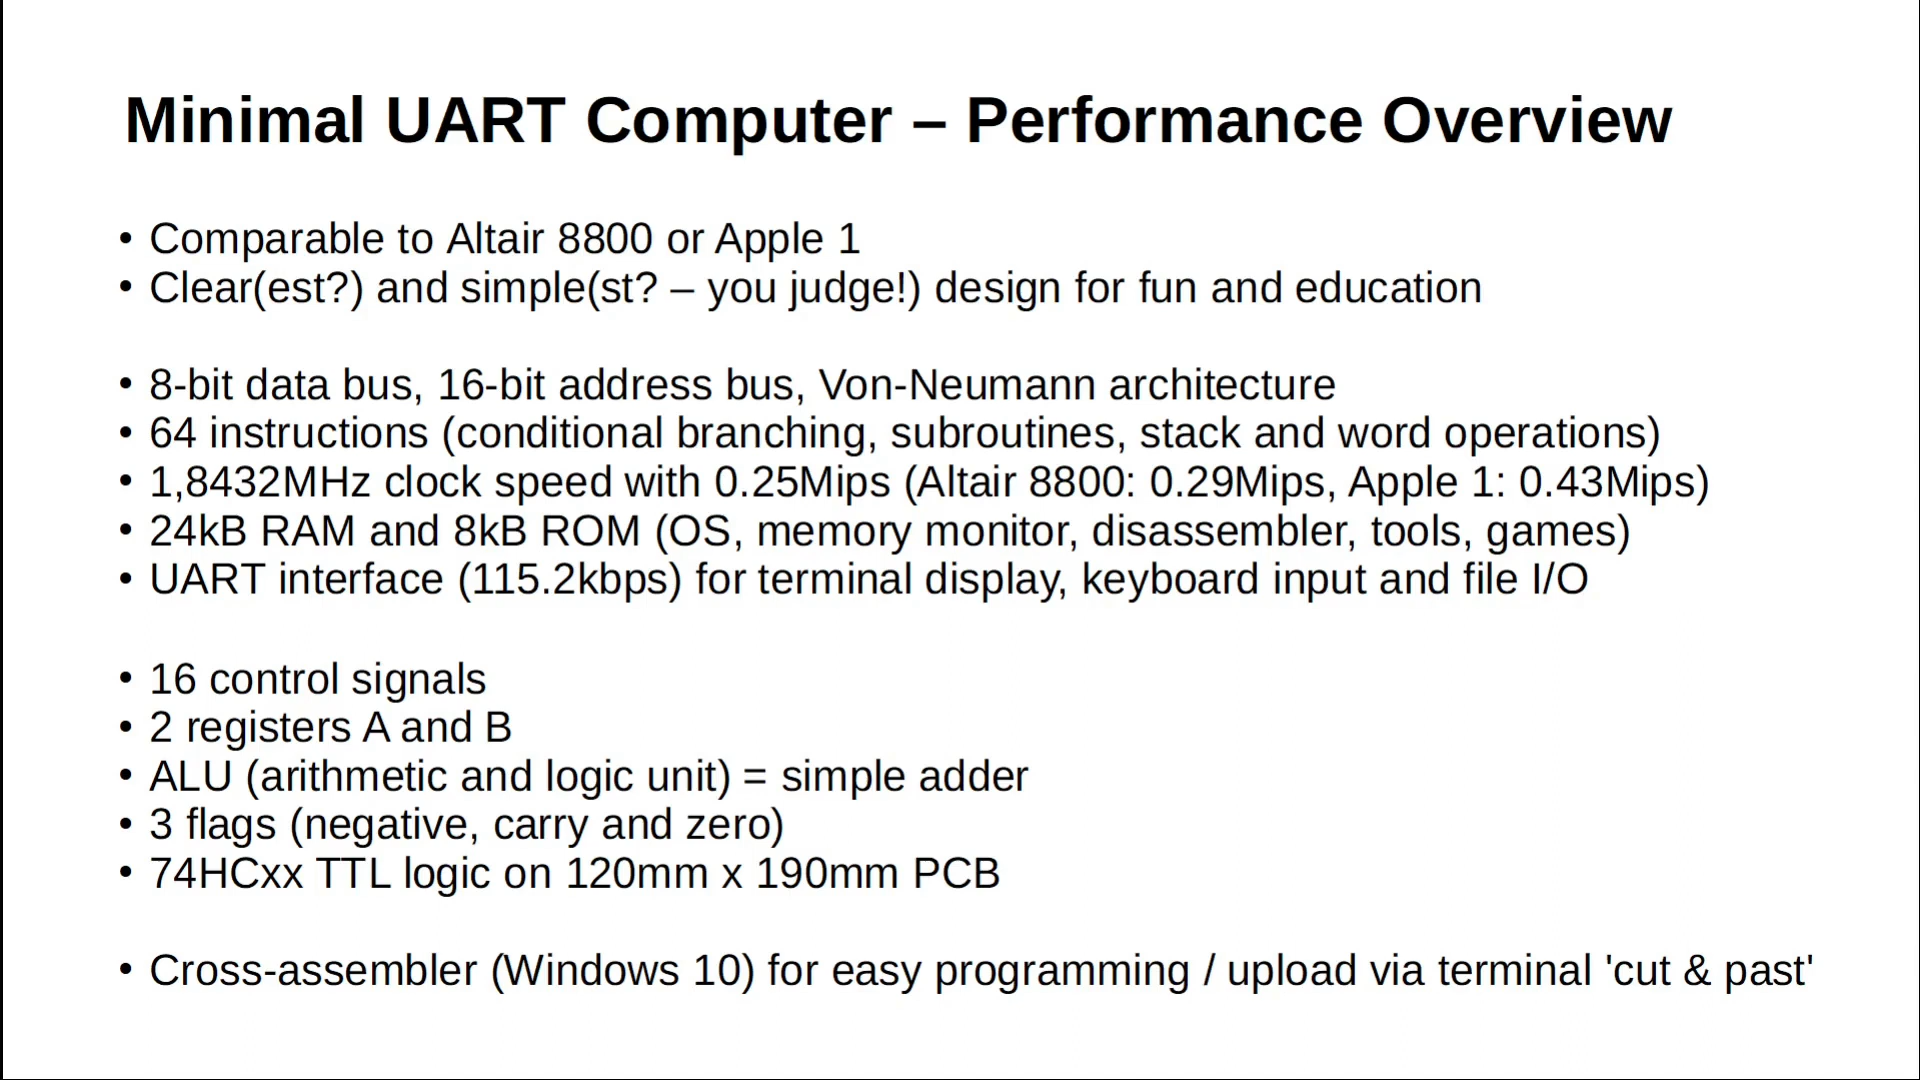 Minimal UART Computer – Performance Overview
• Comparable to Altair 8800 or Apple 1
• Clear(est?) and simple(st? – you judge!) design for fun and education
• 8-bit data bus, 16-bit address bus, Von-Neumann architecture
• 64 instructions (conditional branching, subroutines, stack and word operations)
• 1,8432MHz clock speed with 0.25Mips (Altair 8800: 0.29Mips, Apple 1: 0.43Mips)
• 24kB RAM and 8kB ROM (OS, memory monitor, disassembler, tools, games)
• UART interface (115.2kbps) for terminal display, keyboard input and file I/O
• 16 control signals
• 2 registers A and B
• ALU (arithmetic and logic unit) = simple adder
• 3 flags (negative, carry and zero)
• 74HCxx TTL logic on 120mm x 190mm PCB
• Cross-assembler (Windows 10) for easy programming / upload via terminal 'cut & past'